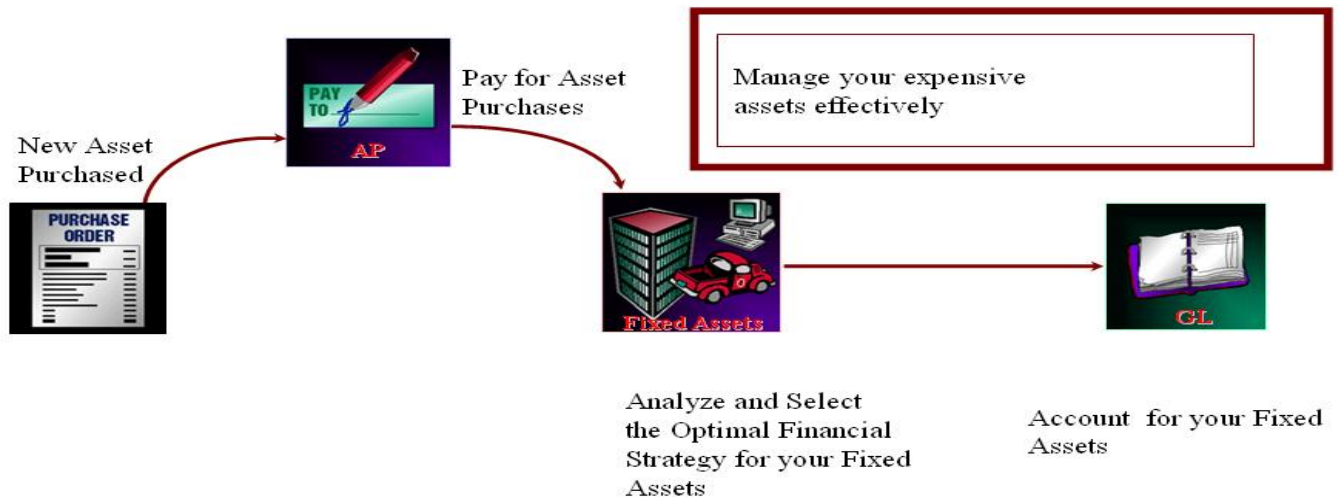 New Asset
Purchased
PURCHASE
ORDER
PAY
TO
AP
Pay for Asset
Purchases
Manage your expensive
assets effectively
Fixed Assets
Analyze and Select
the Optimal Financial
Strategy for your Fixed
Assets
GL
Account for your Fixed
Assets